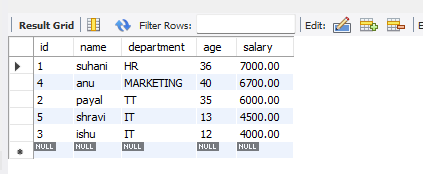 Result Grid Filter Rows: Edit: E
id name department age salary
1 suhani HR 36 7000.00
4 anu MARKETING 40 6700.00
2 payal TT 35 6000.00
5 shravi IT 13 4500.00
3 ishu IT 12 4000.00
NULL NULL NULL NULL NULL